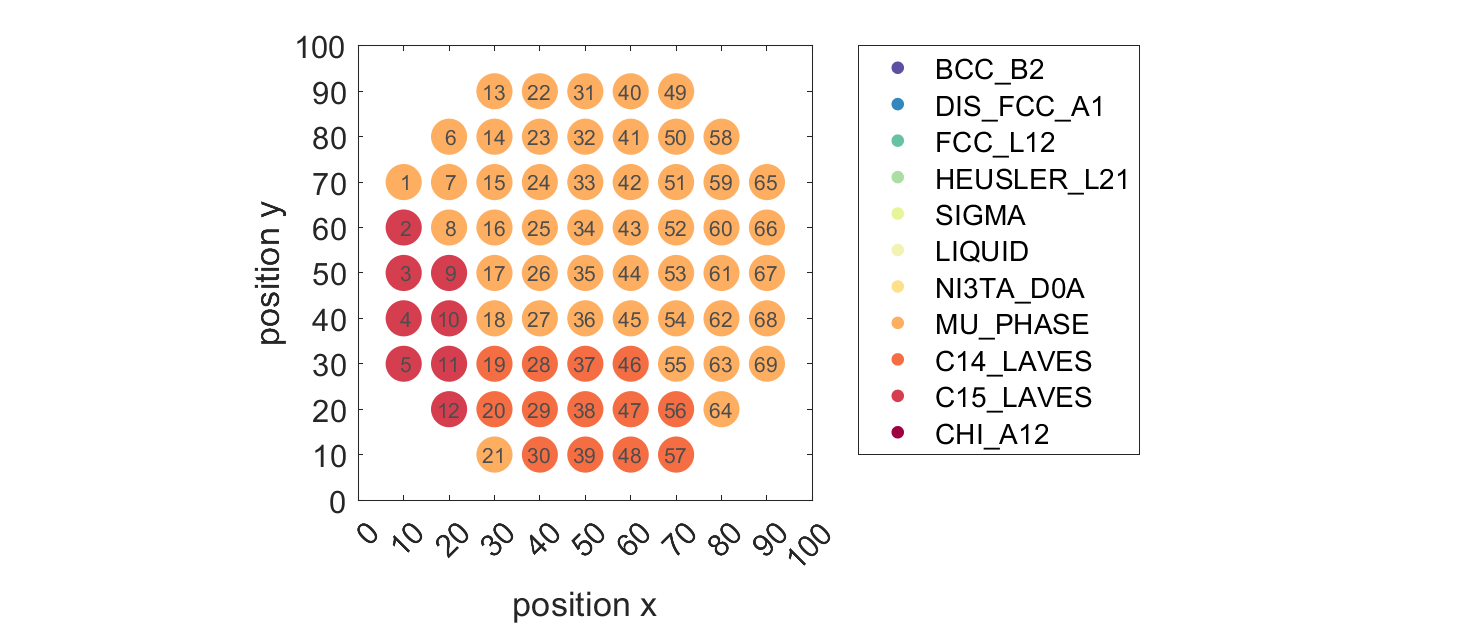 100
90
80
70
60
50
40
30
20
10
0
position y
13 22 31 40 49
6 14 23 32 41 50 58
1 7 15 24 33 42 51 59 65
2 8 16 25 34 43 52 60 66
3 9 17 26 35 44 53 61 67
4 10 18 27 36 45 54 62 68
5 11 19 28 37 46 55 63 69
12 20 29 38 47 56 64
21 30 39 48 57
0 10 20 30 40 50 60 70 80 90 100
position x
BCC_B2
DIS_FCC_A1
FCC_L12
HEUSLER_L21
SIGMA
LIQUID
NI3TA_D0A
MU_PHASE
C14_LAVES
C15_LAVES
CHI_A12